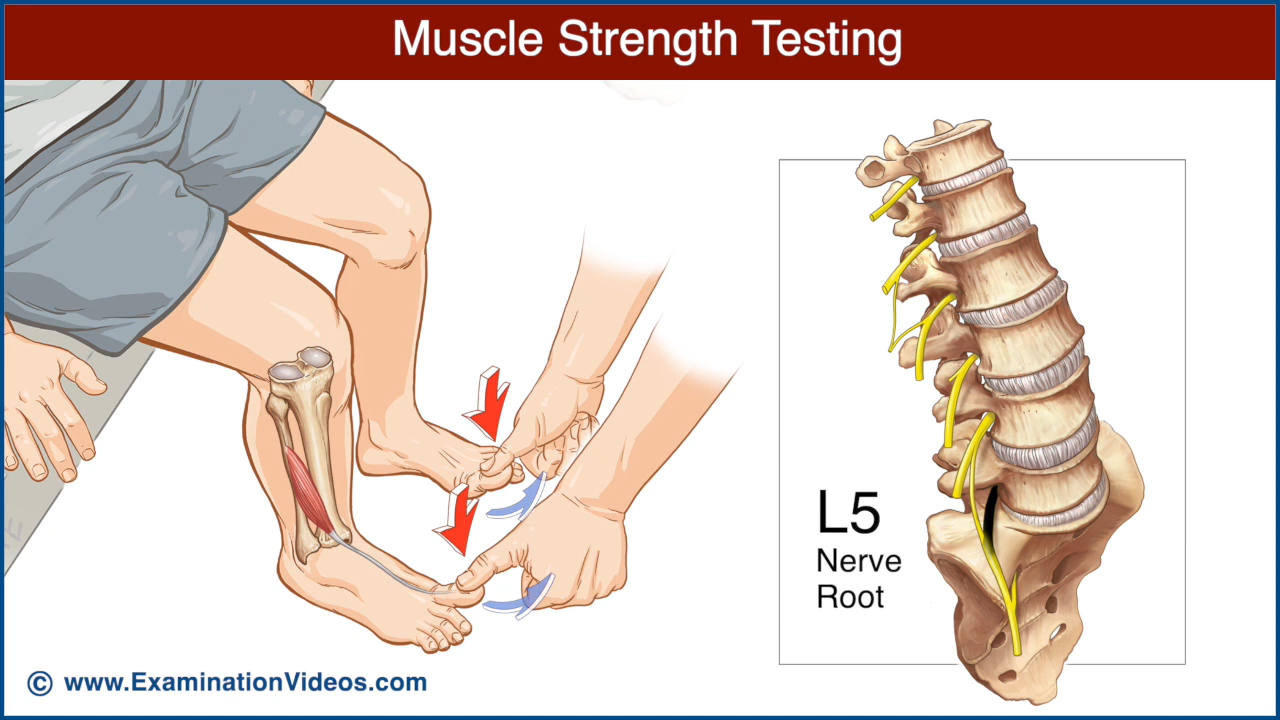 Muscle Strength Testing
L5
Nerve
Root
© www.ExaminationVideos.com